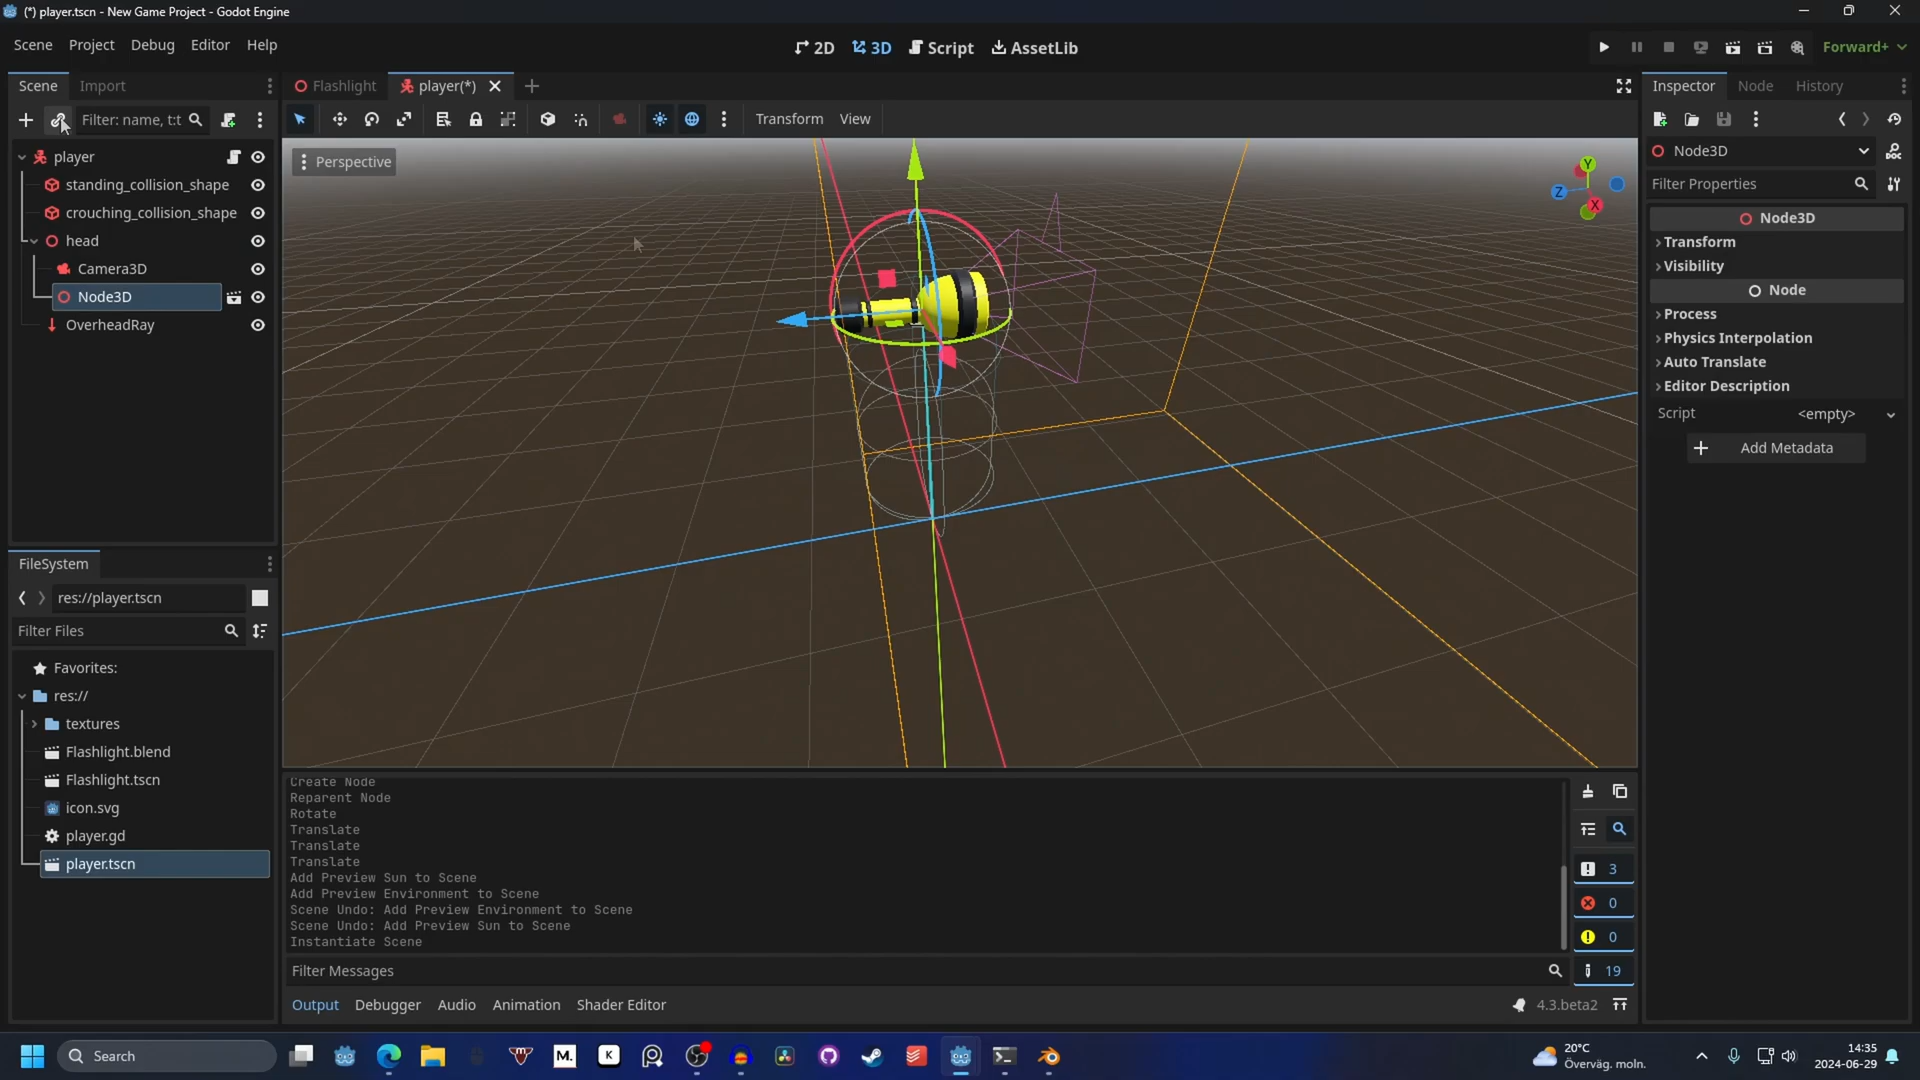 (*) player.tscn - New Game Project - Godot Engine
Scene Project Debug Editor Help
2D 3D Script AssetLib
Forward+
Scene Import
Flashlight player(*)
Inspector Node History
Filter: name, t:t
Transform View
Perspective
Node3D
Filter Properties
player
standing_collision_shape
crouching_collision_shape
head
Camera3D
Node3D
OverheadRay
Y
Z
X
Node3D
Transform
Visibility
Node
Process
Physics Interpolation
Auto Translate
Editor Description
Script <empty>
Add Metadata
FileSystem
res://player.tscn
Filter Files
Favorites:
res://
textures
Flashlight.blend
Flashlight.tscn
icon.svg
player.gd
player.tscn
Create Node
Reparent Node
Rotate
Translate
Translate
Translate
Add Preview Sun to Scene
Add Preview Environment to Scene
Scene Undo: Add Preview Environment to Scene
Scene Undo: Add Preview Sun to Scene
Instantiate Scene
3
0
0
19
Filter Messages
Output Debugger Audio Animation Shader Editor
4.3.beta2
Search
M.
K
20°C
Överväg. moln.
14:35
2024-06-29